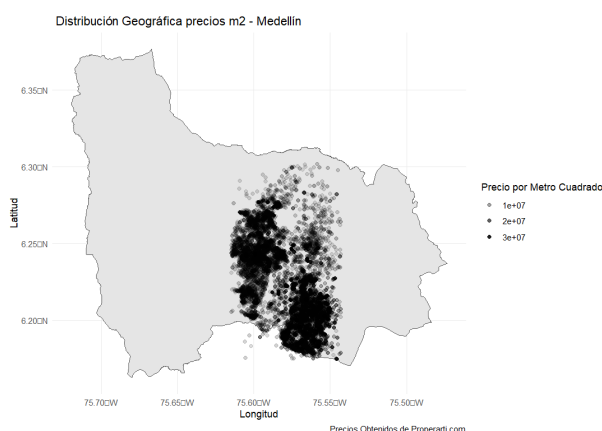 Distribución Geográfica precios m2 - Medellín
6.35□N
6.30□N
6.25□N
6.20□N
Latitud
75.70□W 75.65□W 75.60□W 75.55□W 75.50□W
Longitud
Precio por Metro Cuadrado
1e+07
2e+07
3e+07
Precios Obtenidos de Properarti.com